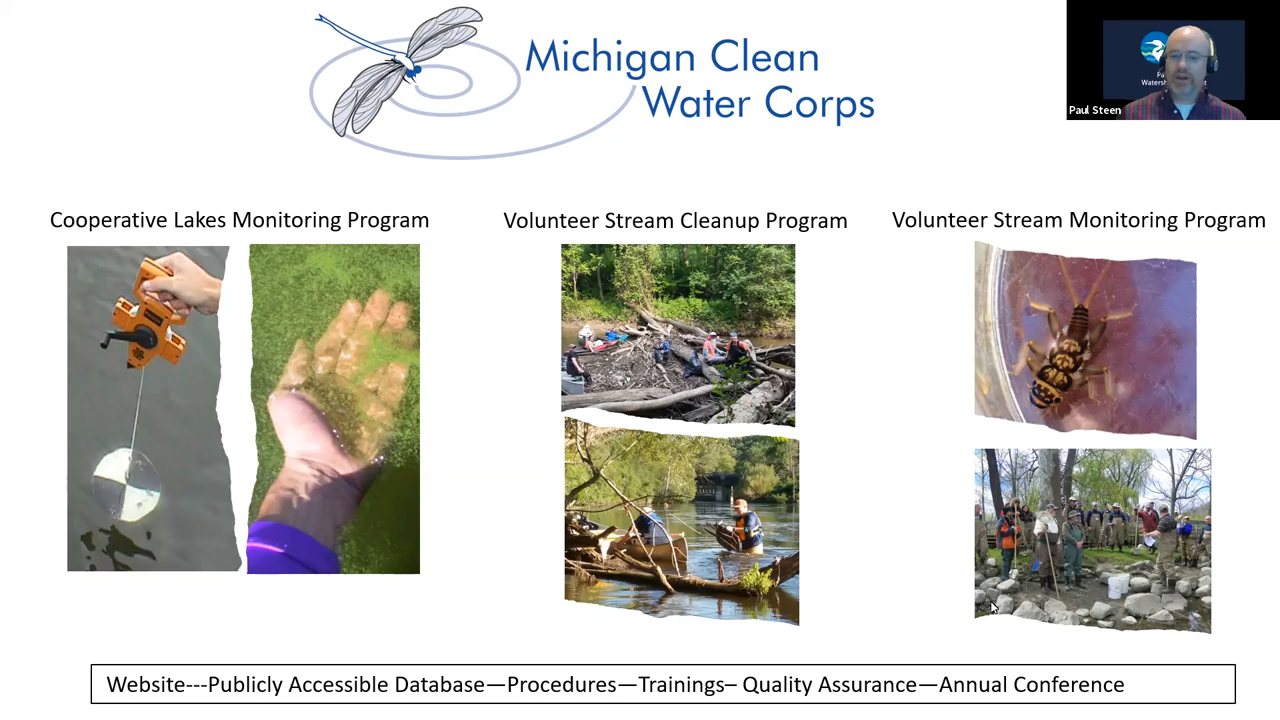 Michigan Clean
Water Corps
Paul Steen
Cooperative Lakes Monitoring Program
Volunteer Stream Cleanup Program
Volunteer Stream Monitoring Program
Website---Publicly Accessible Database—Procedures—Trainings– Quality Assurance—Annual Conference